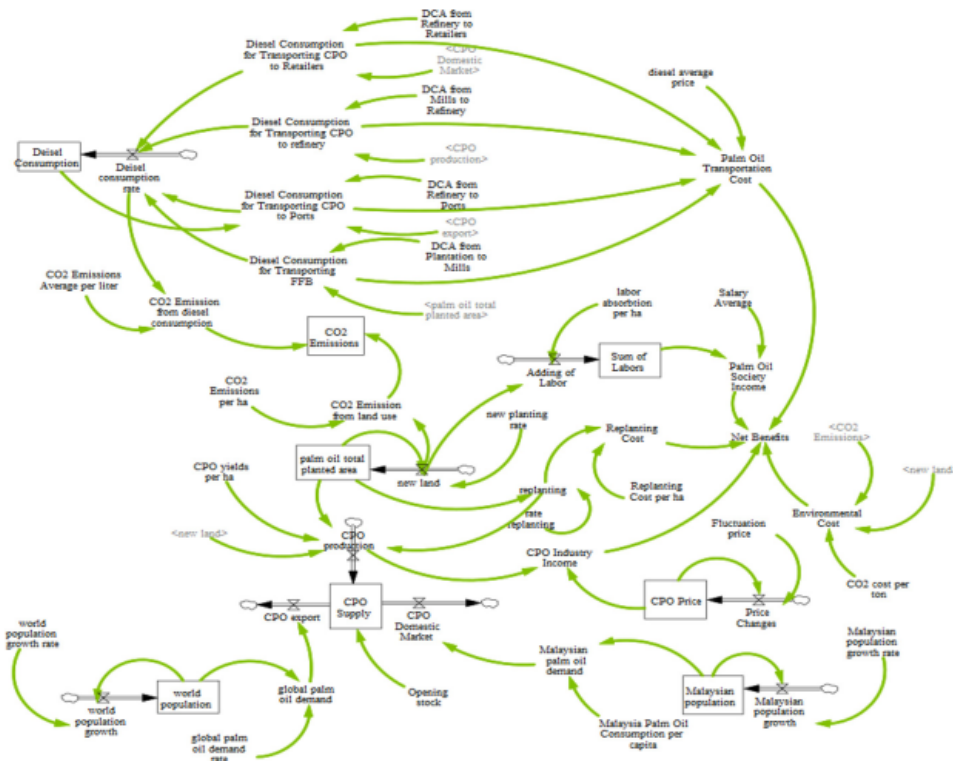 DCA from
Refinery to
Retailers
Diesel Consumption
for Transporting CPO
to Retailers
<CPO
Domestic
Market>
diesel average
price
DCA from
Mills to
Refinery
Diesel Consumption
for Transporting CPO
to refinery
<CPO
production>
Deisel
Consumption
Deisel
consumption
rate
Palm Oil
Transportation
Cost
DCA from
Refinery to
Ports
Diesel Consumption
for Transporting CPO
to Ports
<CPO
export>
DCA from
Plantation to
Mills
Diesel Consumption
for Transporting
FFB
<palm oil total
planted area>
CO2 Emissions
Average per liter
CO2 Emission
from diesel
consumption
CO2
Emissions
labor
absorbtion
per ha
Salary
Average
Adding of
Labor
Sum of
Labors
Palm Oil
Society
Income
CO2
Emissions
per ha
CO2 Emission
from land use
new planting
rate
Replanting
Cost
Net Benefits
<CO2
Emissions>
palm oil total
planted area
new land
CPO yields
per ha
replanting
Replanting
Cost per ha
<new land>
rate
replanting
Environmental
Cost
<new land>
CPO
production
Fluctuation
price
CPO Industry
Income
CO2 cost per
ton
CPO Price
Price
Changes
CPO export
CPO
Supply
CPO
Domestic
Market
world
population
growth rate
Malaysian
population
growth rate
Malaysian
palm oil
demand
world
population
growth
world
population
global palm
oil demand
Opening
stock
Malaysian
population
Malaysian
population
growth
global palm
oil demand
rate
Malaysia Palm Oil
Consumption per
capita